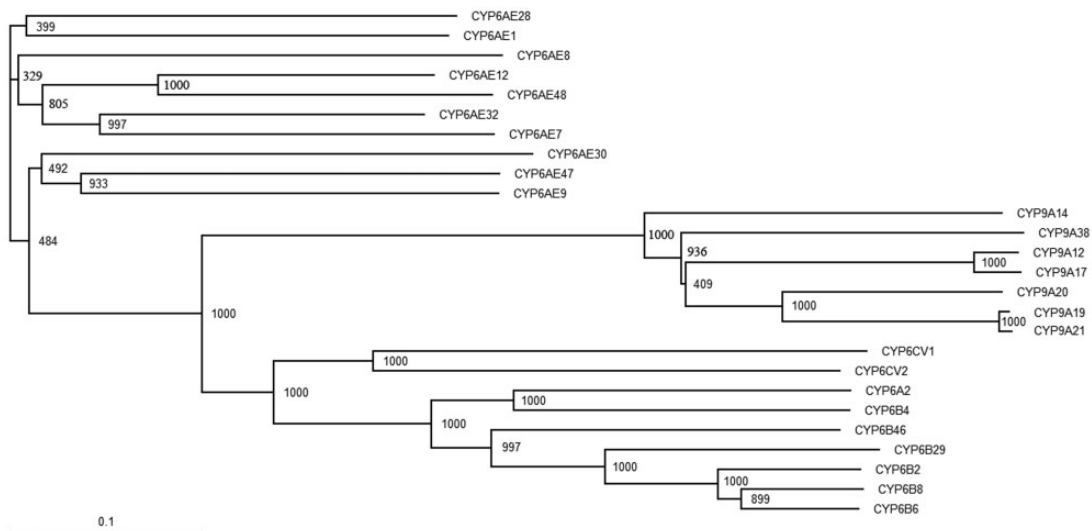 CYP6AE28
399
CYP6AE1
CYP6AE8
329
CYP6AE12
1000
805
CYP6AE48
CYP6AE32
997
CYP6AE7
CYP6AE30
492
CYP6AE47
933
CYP6AE9
CYP9A14
484
1000
CYP9A38
936
CYP9A12
1000
CYP9A17
409
CYP9A20
1000
1000
CYP9A19
1000
CYP9A21
CYP6CV1
1000
CYP6CV2
1000
CYP6A2
1000
CYP6B4
1000
CYP6B46
997
CYP6B29
1000
CYP6B2
1000
CYP6B8
899
CYP6B6
0.1